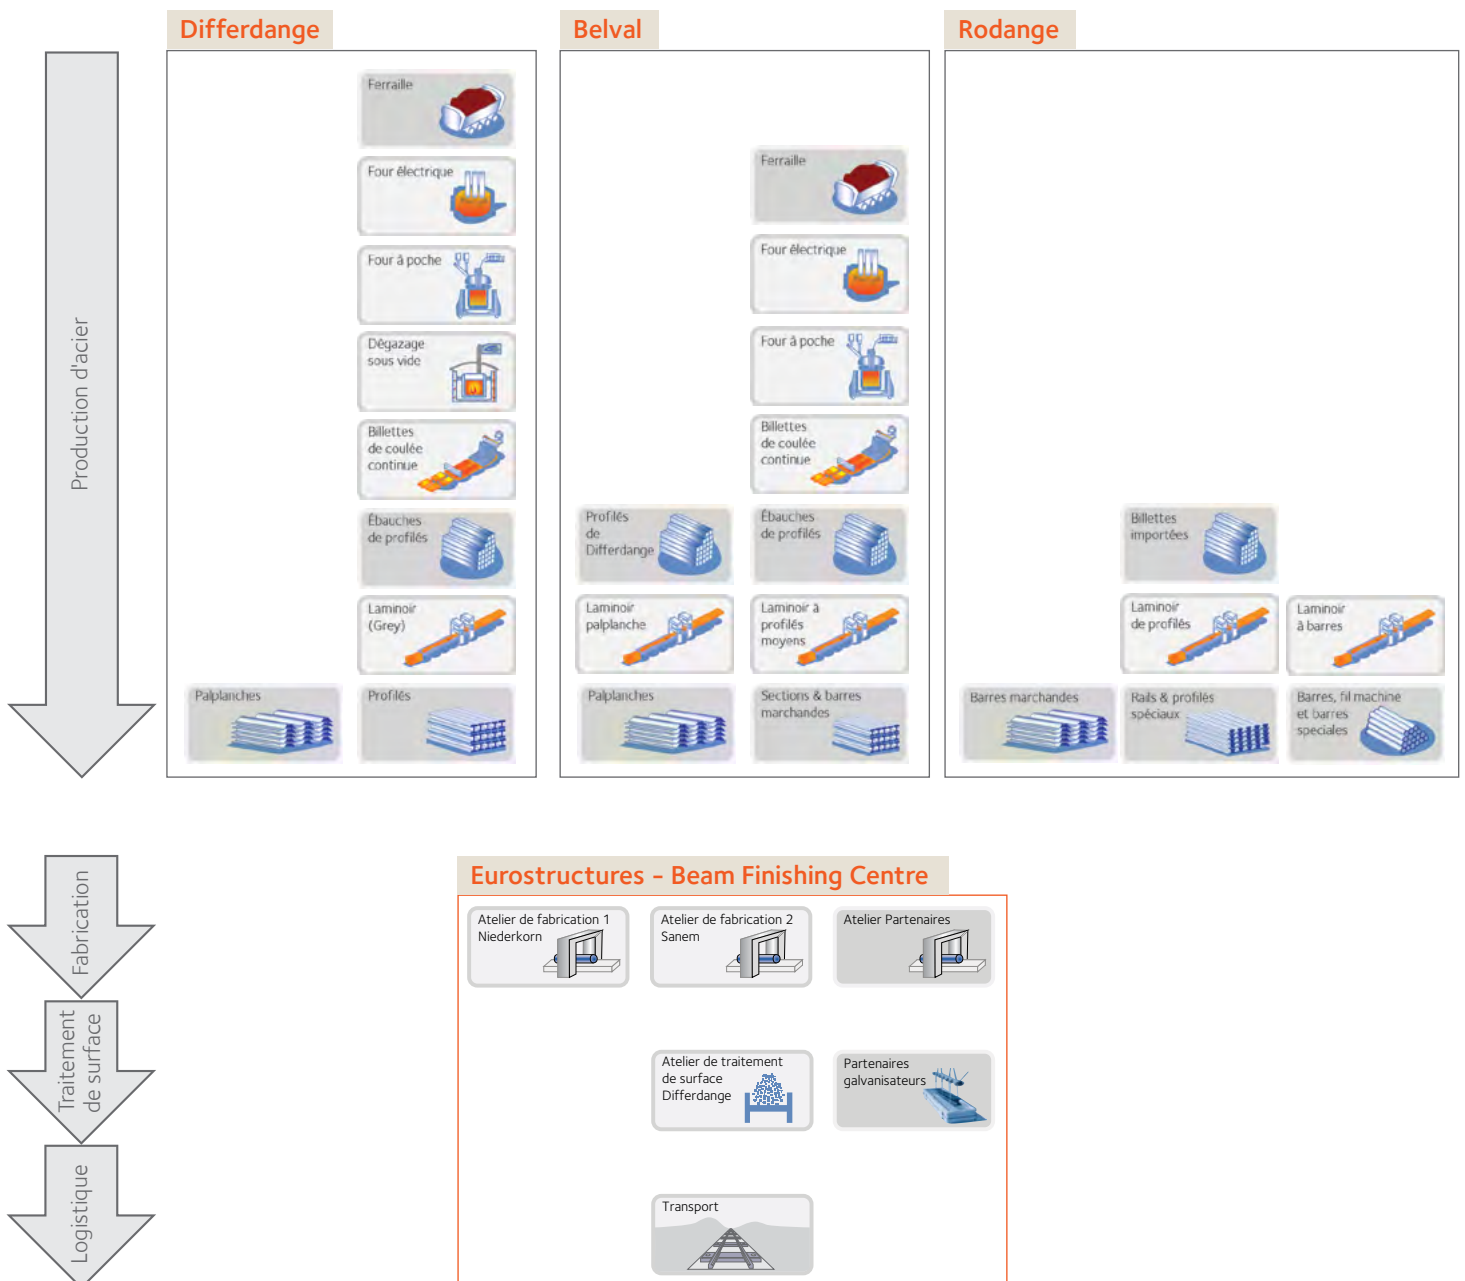 Differdange
Belval
Rodange
Production d'acier
Ferraille
Four électrique
Four à poche
Dégazage
sous vide
Billettes
de coulée
continue
Ébauches
de profilés
Laminoir
(Grey)
Palplanches
Profilés
Ferraille
Four électrique
Four à poche
Billettes
de coulée
continue
Profilés
de
Differdange
Ébauches
de profilés
Laminoir
palplanche
Laminoir à
profilés
moyens
Palplanches
Sections & barres
marchandes
Billettes
importées
Laminoir
de profilés
Laminoir
à barres
Barres marchandes
Rails & profilés
spéciaux
Barres, fil machine
et barres
speciales
Fabrication
Traitement
de surface
Logistique
Eurostructures - Beam Finishing Centre
Atelier de fabrication 1
Niederkorn
Atelier de fabrication 2
Sanem
Atelier Partenaires
Atelier de traitement
de surface
Differdange
Partenaires
galvanisateurs
Transport